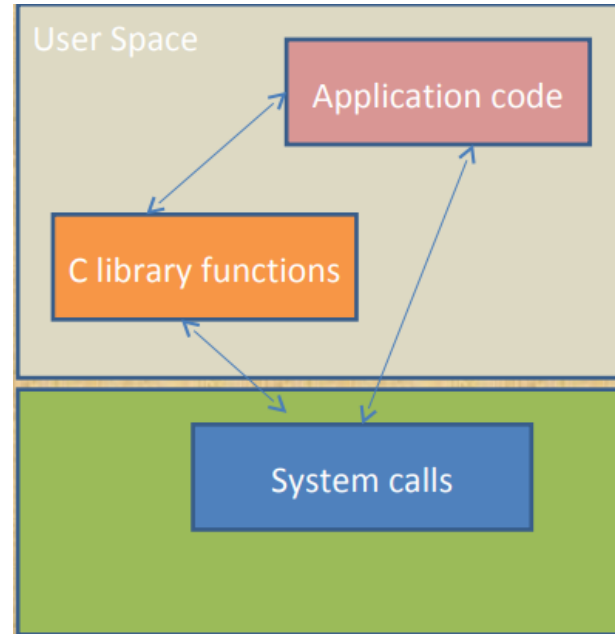 User Space
Application code
C library functions
System calls